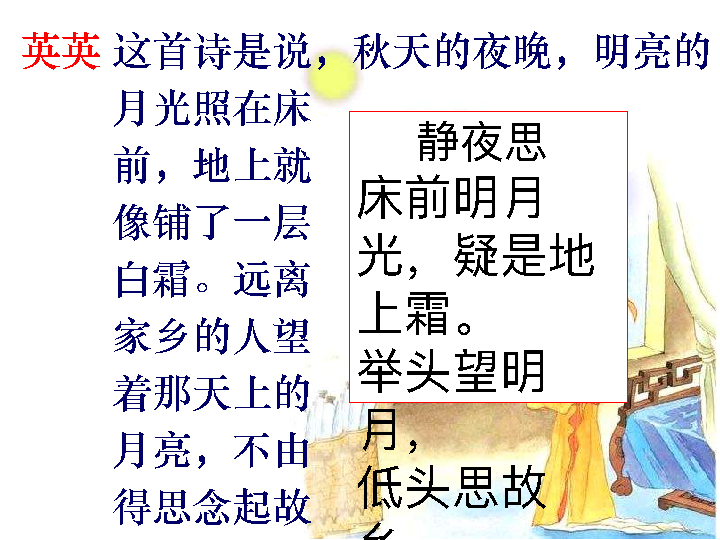 英英 这首诗是说，秋天的夜晚，明亮的
月光照在床
前，地上就
像铺了一层
白霜。远离
家乡的人望
着那天上的
月亮，不由
得思念起故
静夜思
床前明月
光，疑是地
上霜。
举头望明
月，
低头思故